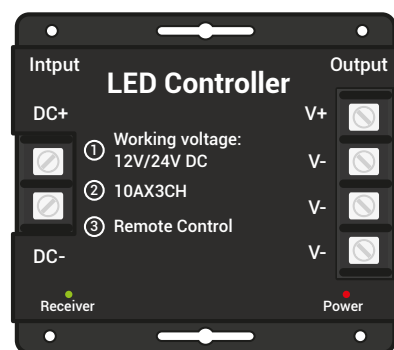 Intput
Output
LED Controller
DC+
V+
1 Working voltage:
12V/24V DC
V-
2 10AX3CH
V-
3 Remote Control
DC-
V-
Receiver
Power